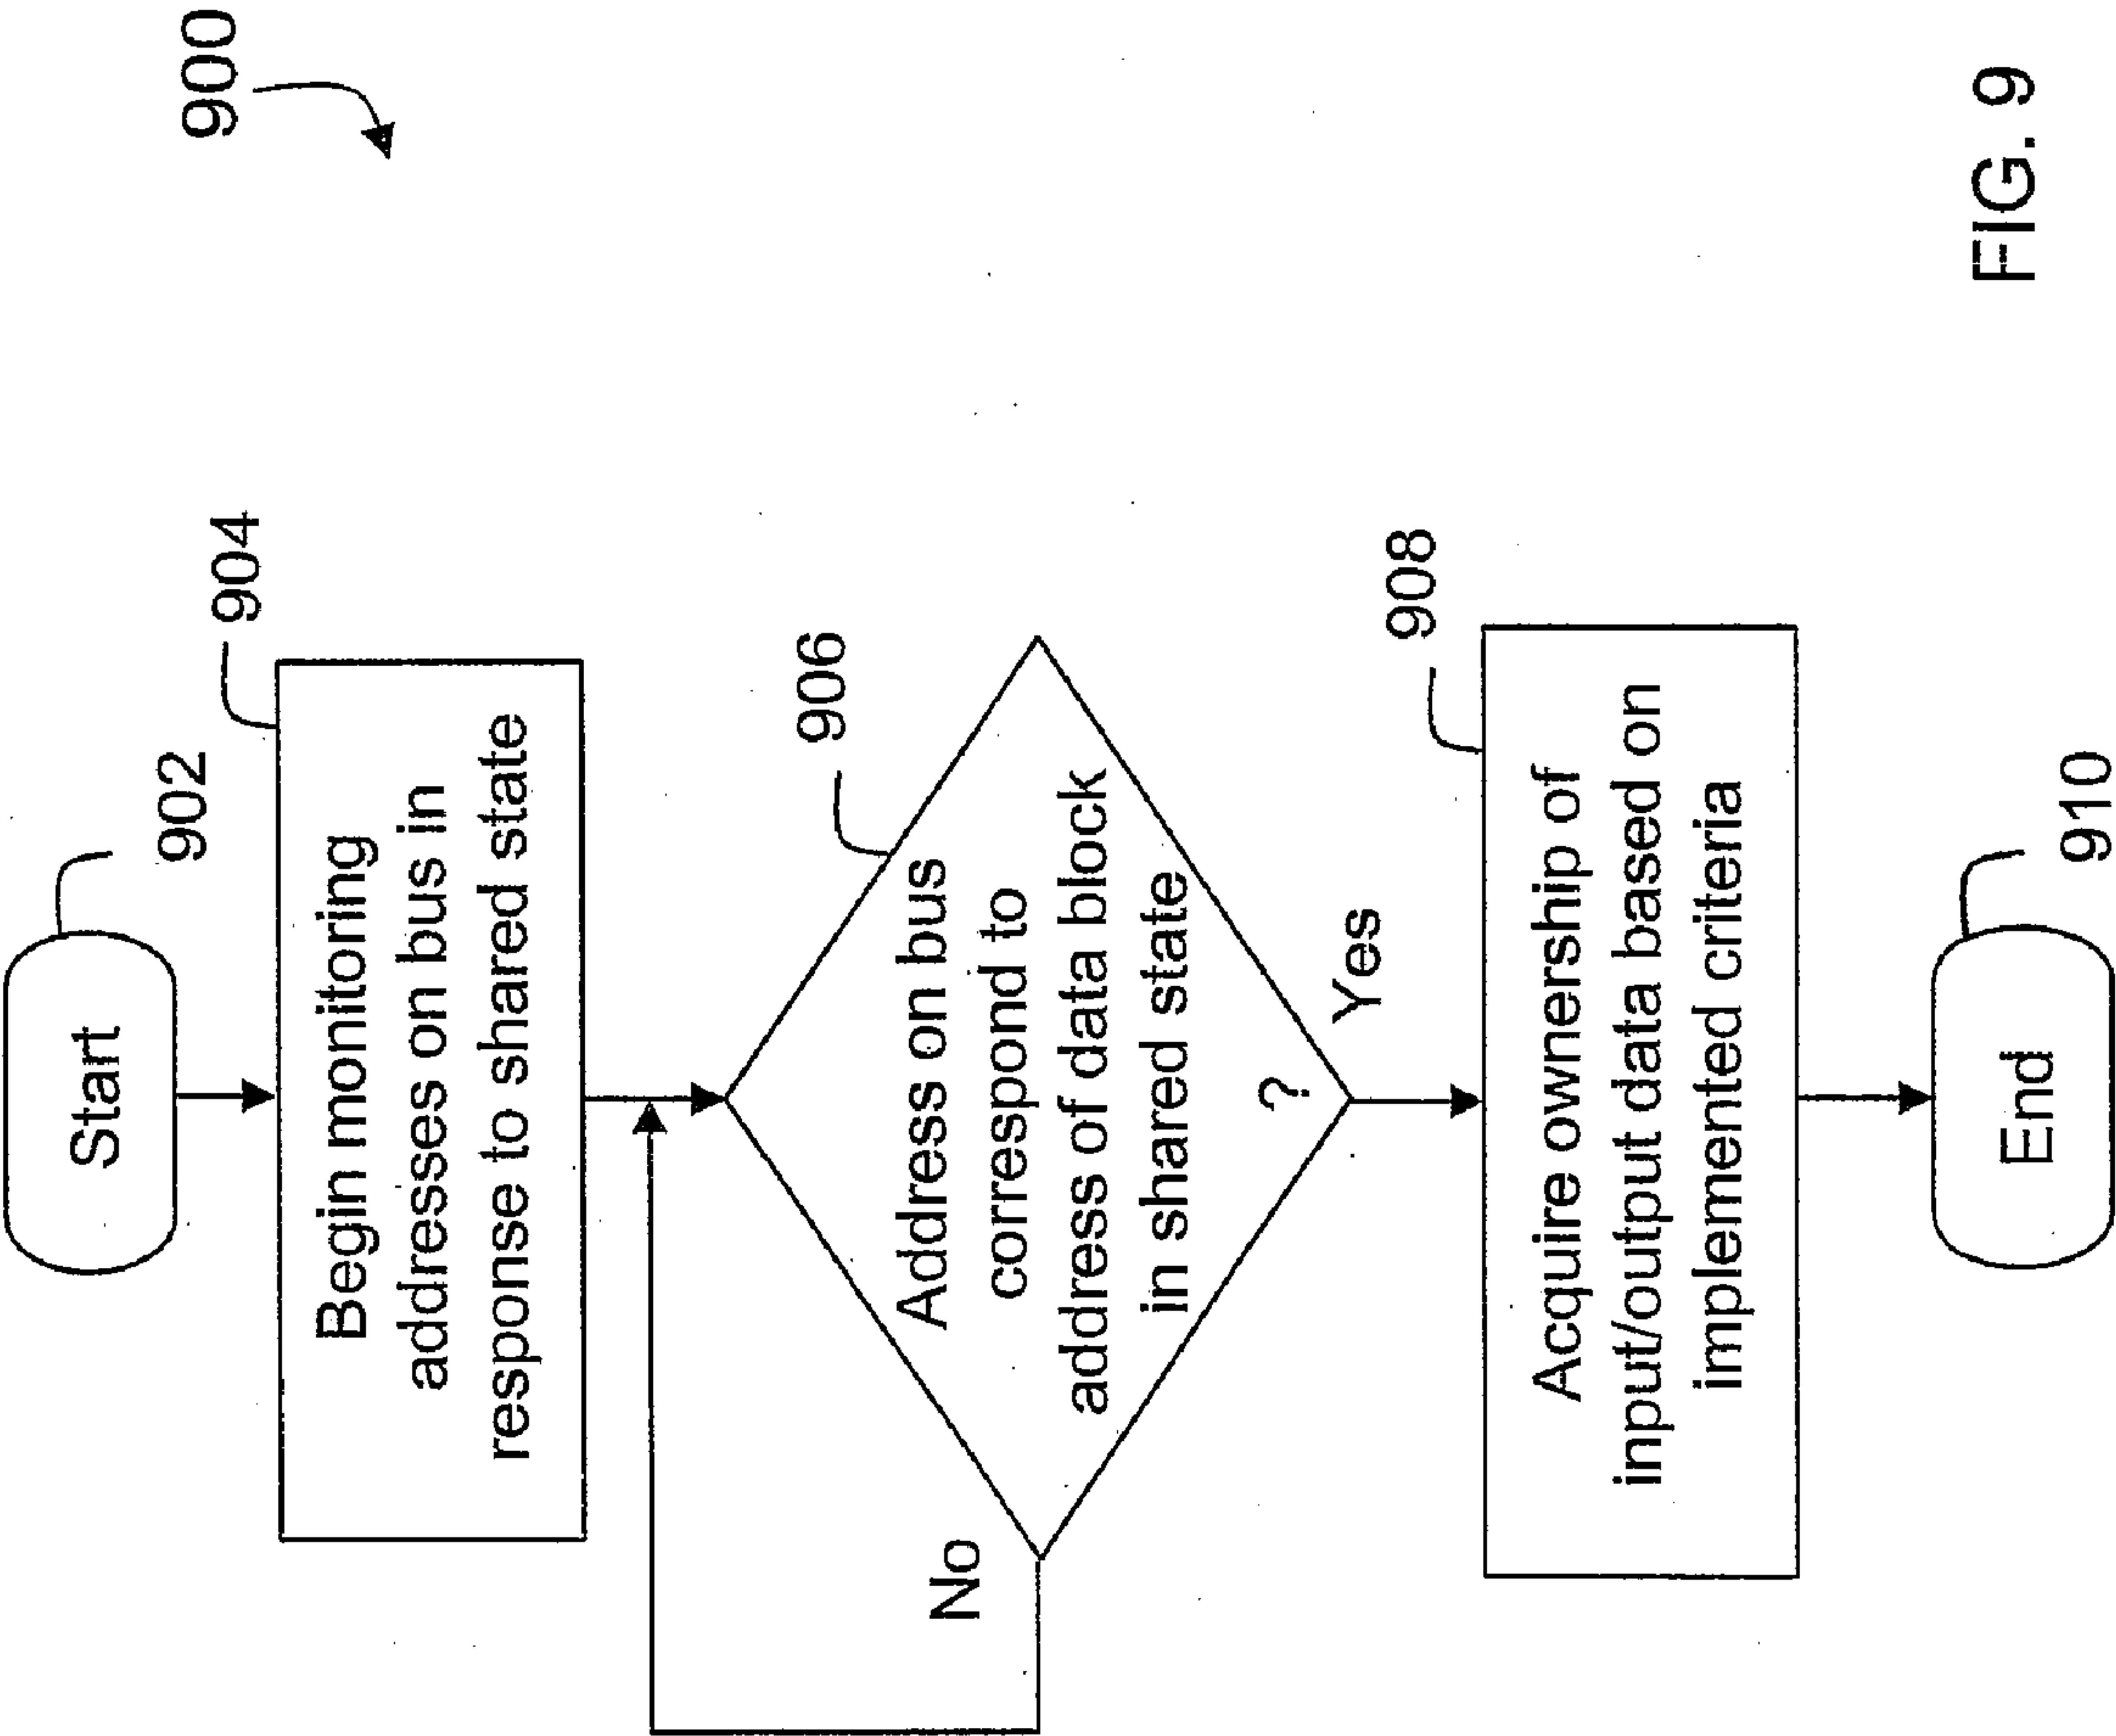 900
Start
902
904
Begin monitoring
addresses on bus in
response to shared state
906
Address on bus
correspond to
address of data block
in shared state
?
No
Yes
908
Acquire ownership of
input/output data based on
implemented criteria
End
910
FIG. 9